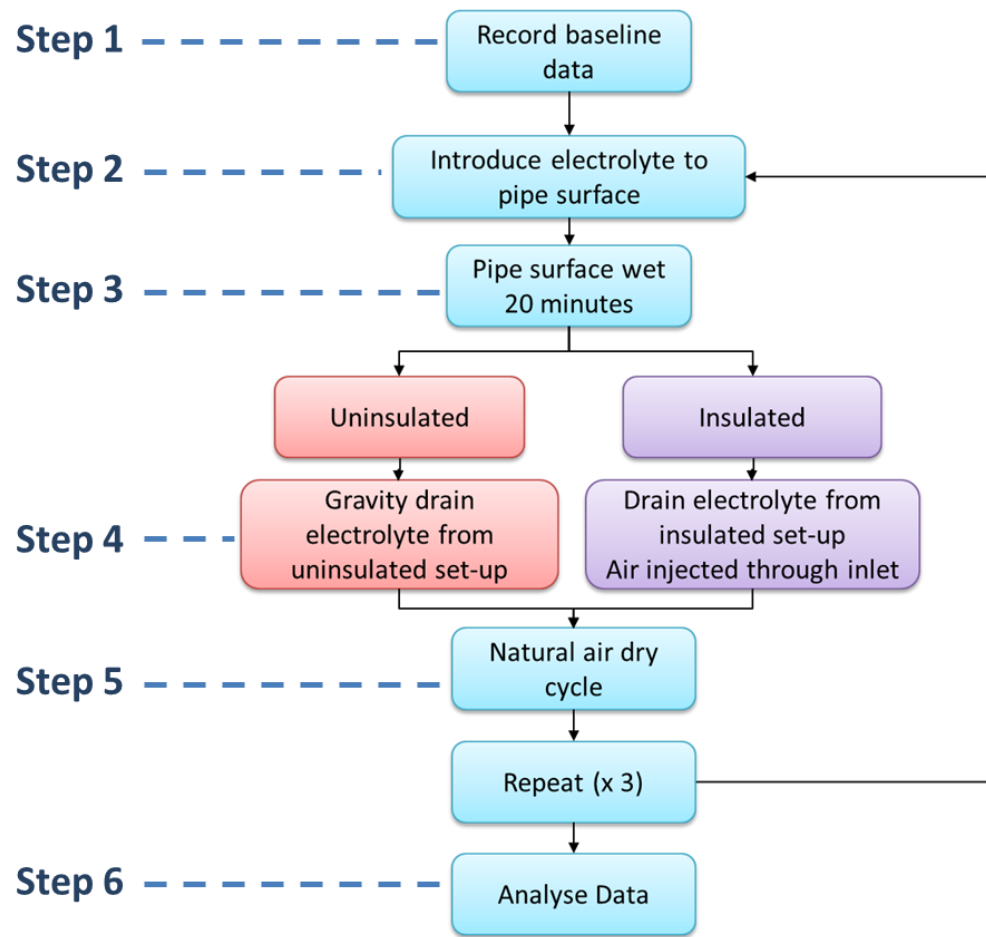 Step 1
Record baseline
data
Step 2
Introduce electrolyte to
pipe surface
Step 3
Pipe surface wet
20 minutes
Uninsulated
Insulated
Step 4
Gravity drain
electrolyte from
uninsulated set-up
Drain electrolyte from
insulated set-up
Air injected through inlet
Step 5
Natural air dry
cycle
Repeat (x 3)
Step 6
Analyse Data